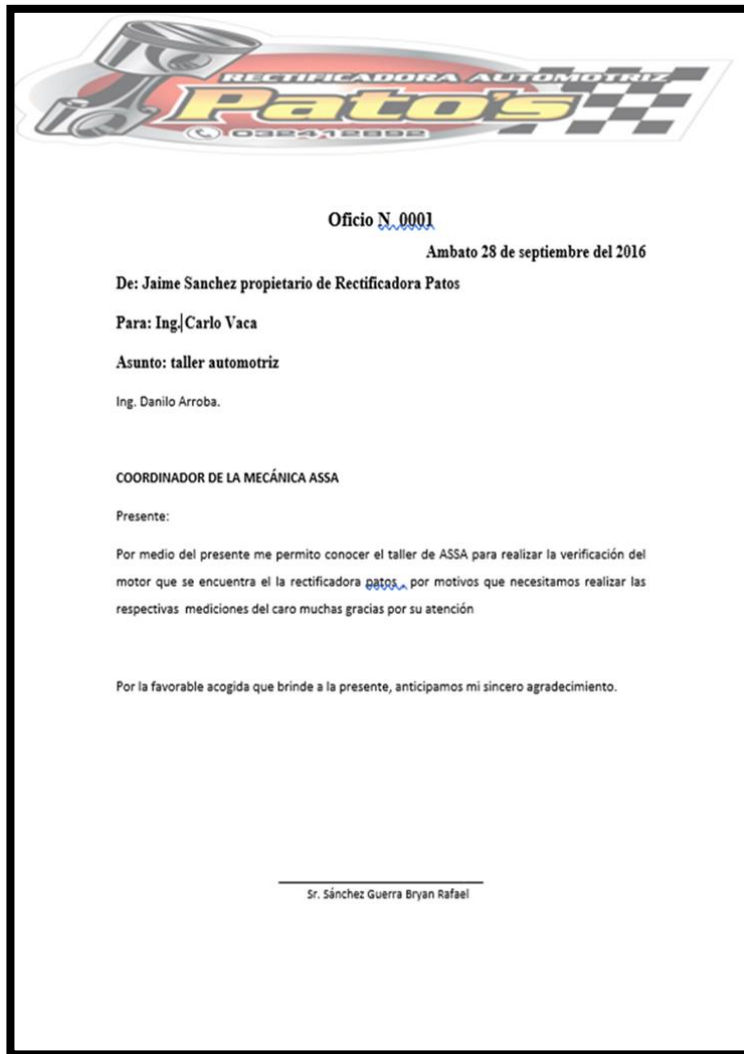 RECTIFICADORA AUTOMOTRIZ
Pato's
032412892
Oficio N 0001
Ambato 28 de septiembre del 2016
De: Jaime Sanchez propietario de Rectificadora Patos
Para: Ing. Carlo Vaca
Asunto: taller automotriz
Ing. Danilo Arroba.
COORDINADOR DE LA MECÁNICA ASSA
Presente:
Por medio del presente me permito conocer el taller de ASSA para realizar la verificación del
motor que se encuentra el la rectificadora patos , por motivos que necesitamos realizar las
respectivas mediciones del caro muchas gracias por su atención
Por la favorable acogida que brinde a la presente, anticipamos mi sincero agradecimiento.
Sr. Sánchez Guerra Bryan Rafael